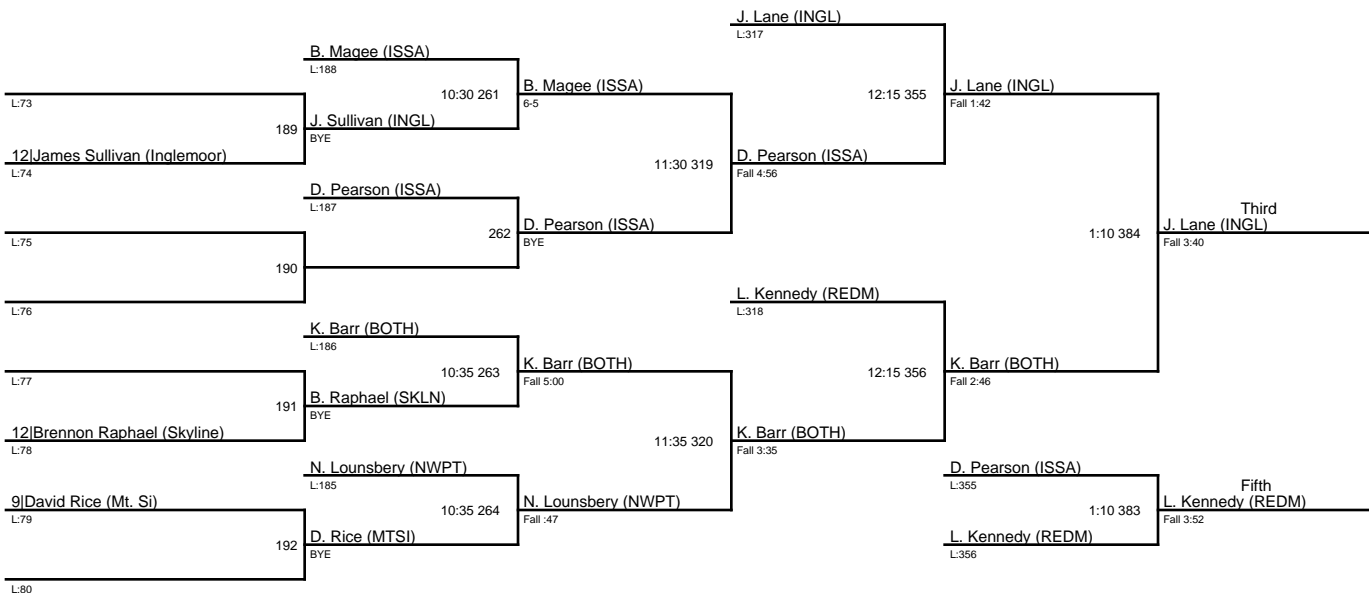 J. Lane (INGL)
L:317
B. Magee (ISSA)
L:188
10:30 261
B. Magee (ISSA)
6-5
12:15 355
J. Lane (INGL)
Fall 1:42
L:73
189
J. Sullivan (INGL)
BYE
12|James Sullivan (Inglemoor)
L:74
11:30 319
D. Pearson (ISSA)
Fall 4:56
D. Pearson (ISSA)
L:187
262
D. Pearson (ISSA)
BYE
L:75
190
L:76
1:10 384
Third
J. Lane (INGL)
Fall 3:40
L. Kennedy (REDM)
L:318
K. Barr (BOTH)
L:186
10:35 263
K. Barr (BOTH)
Fall 5:00
12:15 356
K. Barr (BOTH)
Fall 2:46
L:77
191
B. Raphael (SKLN)
BYE
12|Brennon Raphael (Skyline)
L:78
11:35 320
K. Barr (BOTH)
Fall 3:35
N. Lounsbery (NWPT)
L:185
10:35 264
N. Lounsbery (NWPT)
Fall :47
9|David Rice (Mt. Si)
L:79
192
D. Rice (MTSI)
BYE
L:80
D. Pearson (ISSA)
L:355
1:10 383
Fifth
L. Kennedy (REDM)
Fall 3:52
L. Kennedy (REDM)
L:356